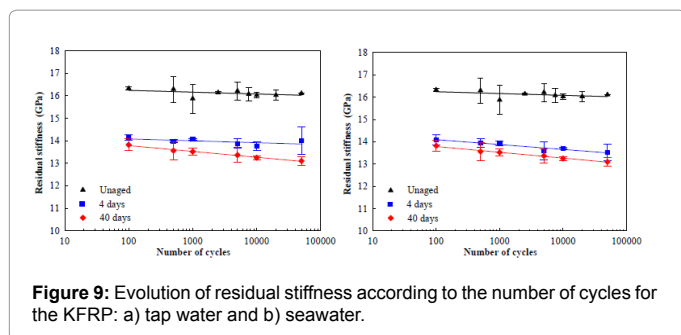 18
17
16
15
14
13
12
11
10
Residual stiffness (GPa)
Unaged
4 days
40 days
10 100 1000 10000 100000
Number of cycles
18
17
16
15
14
13
12
11
10
Residual stiffness (GPa)
Unaged
4 days
40 days
10 100 1000 10000 100000
Number of cycles
Figure 9: Evolution of residual stiffness according to the number of cycles for
the KFRP: a) tap water and b) seawater.